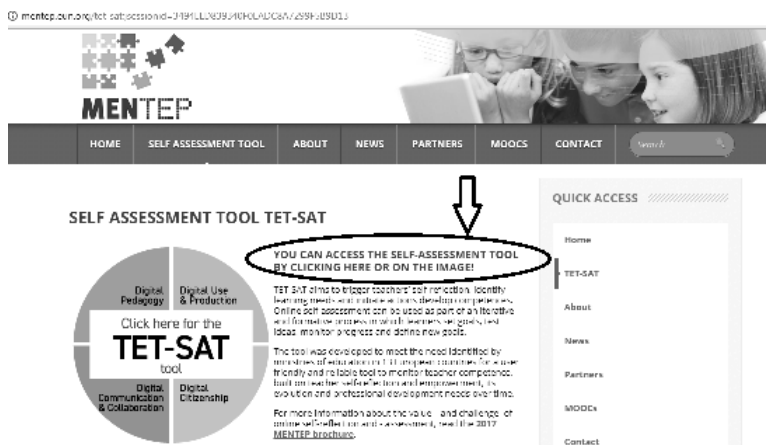 MENTEP
HOME SELF ASSESSMENT TOOL ABOUT NEWS PARTNERS MOOCS CONTACT Search
SELF ASSESSMENT TOOL TET-SAT
Digital Pedagogy
Digital Use & Production
Click here for the
TET-SAT
tool
Digital Communication & Collaboration
Digital Citizenship
YOU CAN ACCESS THE SELF-ASSESSMENT TOOL
BY CLICKING HERE OR ON THE IMAGE!
TET-SAT aims to trigger teachers' self-reflection, identify
learning needs and initiate actions develop competences.
Online self-assessment can be used as part of an iterative
and formative process in which learners set goals, test
ideas, monitor progress and define new goals.
The tool was developed to meet the need identified by
ministries of education in 11 European countries for a user
friendly and reliable tool to monitor teacher competence,
built on teacher self-reflection and empowerment, its
evolution and professional development needs over time.
For more information about the value - and challenge - of
online self-reflection and - assessment, read the 2017
MENTEP brochure.
QUICK ACCESS
Home
TET-SAT
About
News
Partners
MOOCs
Contact